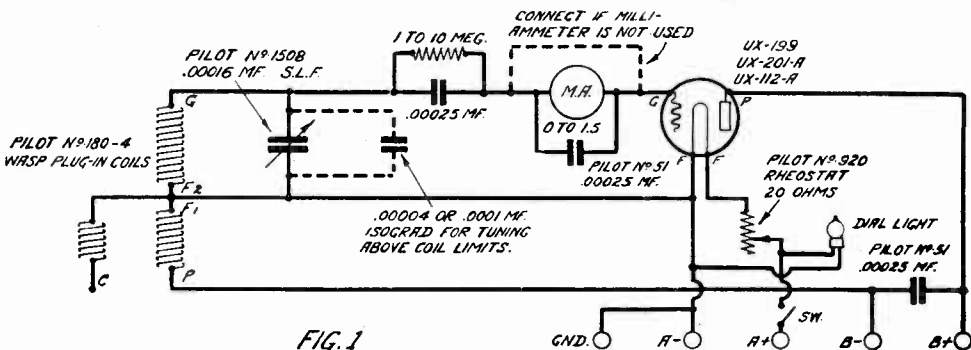 CONNECT IF MILLI-
AMMETER IS NOT USED
1 TO 10 MEG.
PILOT Nº 1508
.00016 MF. S.L.F.
UX-199
UX-201-A
UX-112-A
G
.00025 MF.
M.A.
0 TO 1.5
G
P
PILOT Nº 180-4
WASP PLUG-IN COILS
F2
F1
PILOT Nº 51
.00025 MF.
F
F
PILOT Nº 920
RHEOSTAT
20 OHMS
.00004 OR .0001 MF.
ISOGRAD FOR TUNING
ABOVE COIL LIMITS.
DIAL LIGHT
PILOT Nº 51
.00025 MF.
C
P
SW.
FIG. 1
GND.
A-
A+
B-
B+